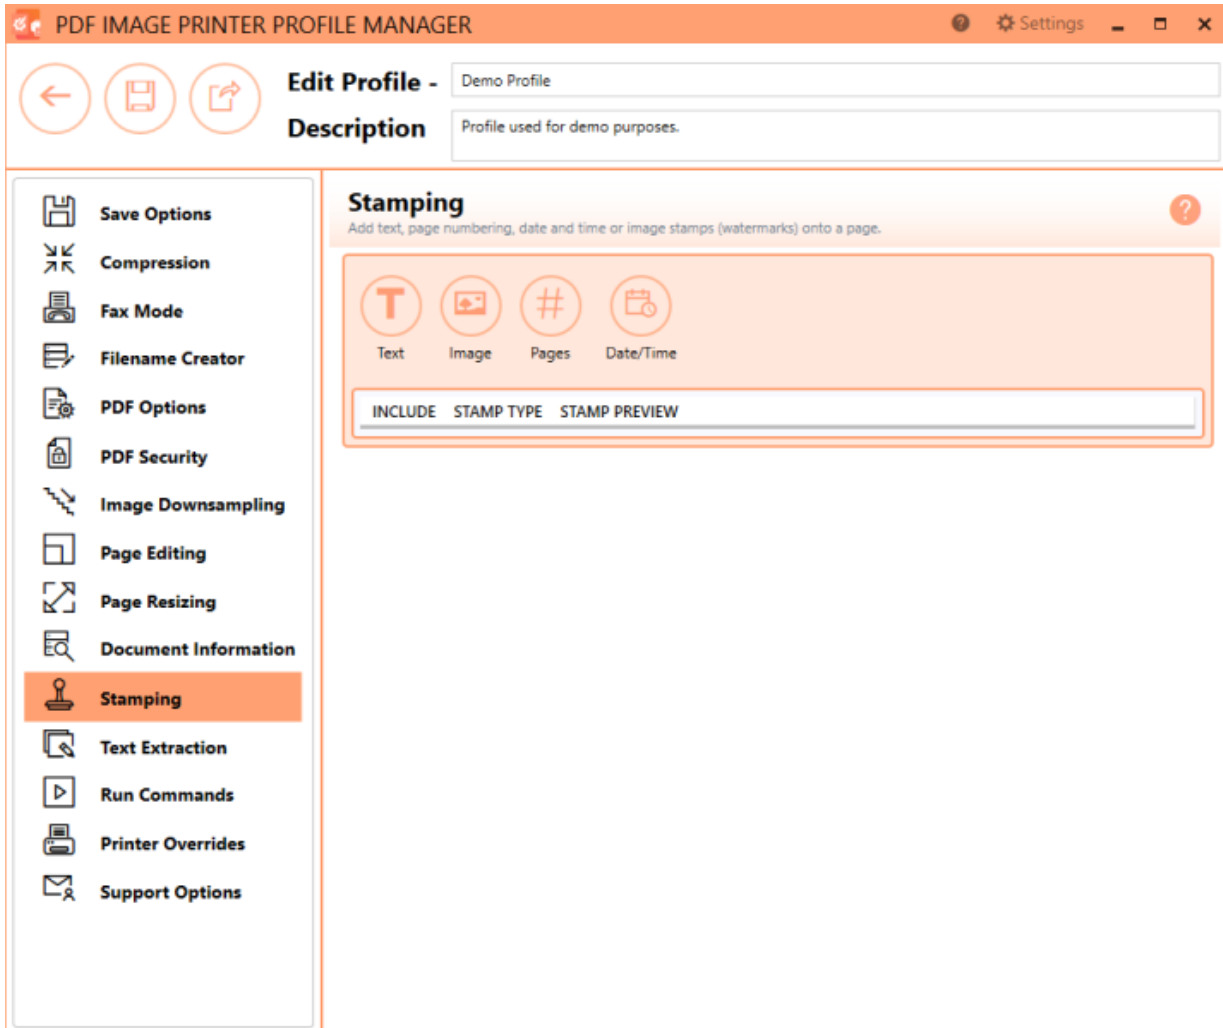 PDF IMAGE PRINTER PROFILE MANAGER
? Settings
Edit Profile - Demo Profile
Description Profile used for demo purposes.
Save Options
Compression
Fax Mode
Filename Creator
PDF Options
PDF Security
Image Downsampling
Page Editing
Page Resizing
Document Information
Stamping
Text Extraction
Run Commands
Printer Overrides
Support Options
Stamping
?
Add text, page numbering, date and time or image stamps (watermarks) onto a page.
T #
Text Image Pages Date/Time
INCLUDE STAMP TYPE STAMP PREVIEW